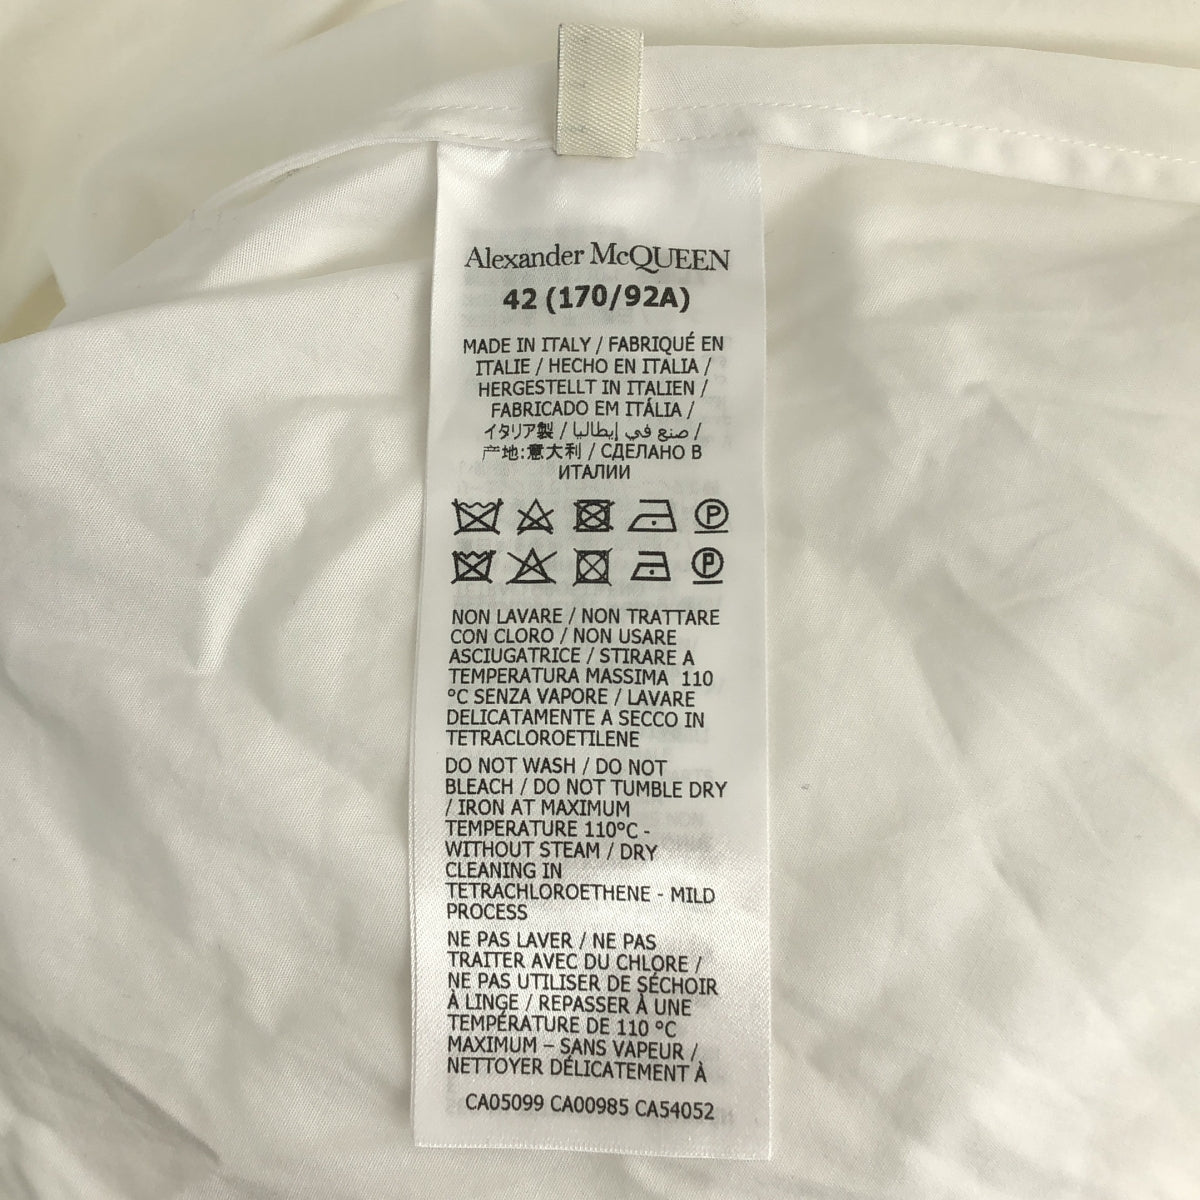 Alexander McQUEEN
42 (170/92A)
MADE IN ITALY / FABRIQUÉ EN
ITALIE / HECHO EN ITALIA /
HERGESTELLT IN ITALIEN /
FABRICADO EM ITÁLIA /
イタリア製 / صنع في إيطاليا /
产地:意大利 / СДЕЛАНО В
ИТАЛИИ
P
P
NON LAVARE / NON TRATTARE
CON CLORO / NON USARE
ASCIUGATRICE / STIRARE A
TEMPERATURA MASSIMA 110
°C SENZA VAPORE / LAVARE
DELICATAMENTE A SECCO IN
TETRACLOROETILENE
DO NOT WASH / DO NOT
BLEACH / DO NOT TUMBLE DRY
/ IRON AT MAXIMUM
TEMPERATURE 110°C -
WITHOUT STEAM / DRY
CLEANING IN
TETRACHLOROETHENE - MILD
PROCESS
NE PAS LAVER / NE PAS
TRAITER AVEC DU CHLORE /
NE PAS UTILISER DE SÉCHOIR
À LINGE / REPASSER À UNE
TEMPÉRATURE DE 110 °C
MAXIMUM – SANS VAPEUR /
NETTOYER DÉLICATEMENT À
CA05099 CA00985 CA54052